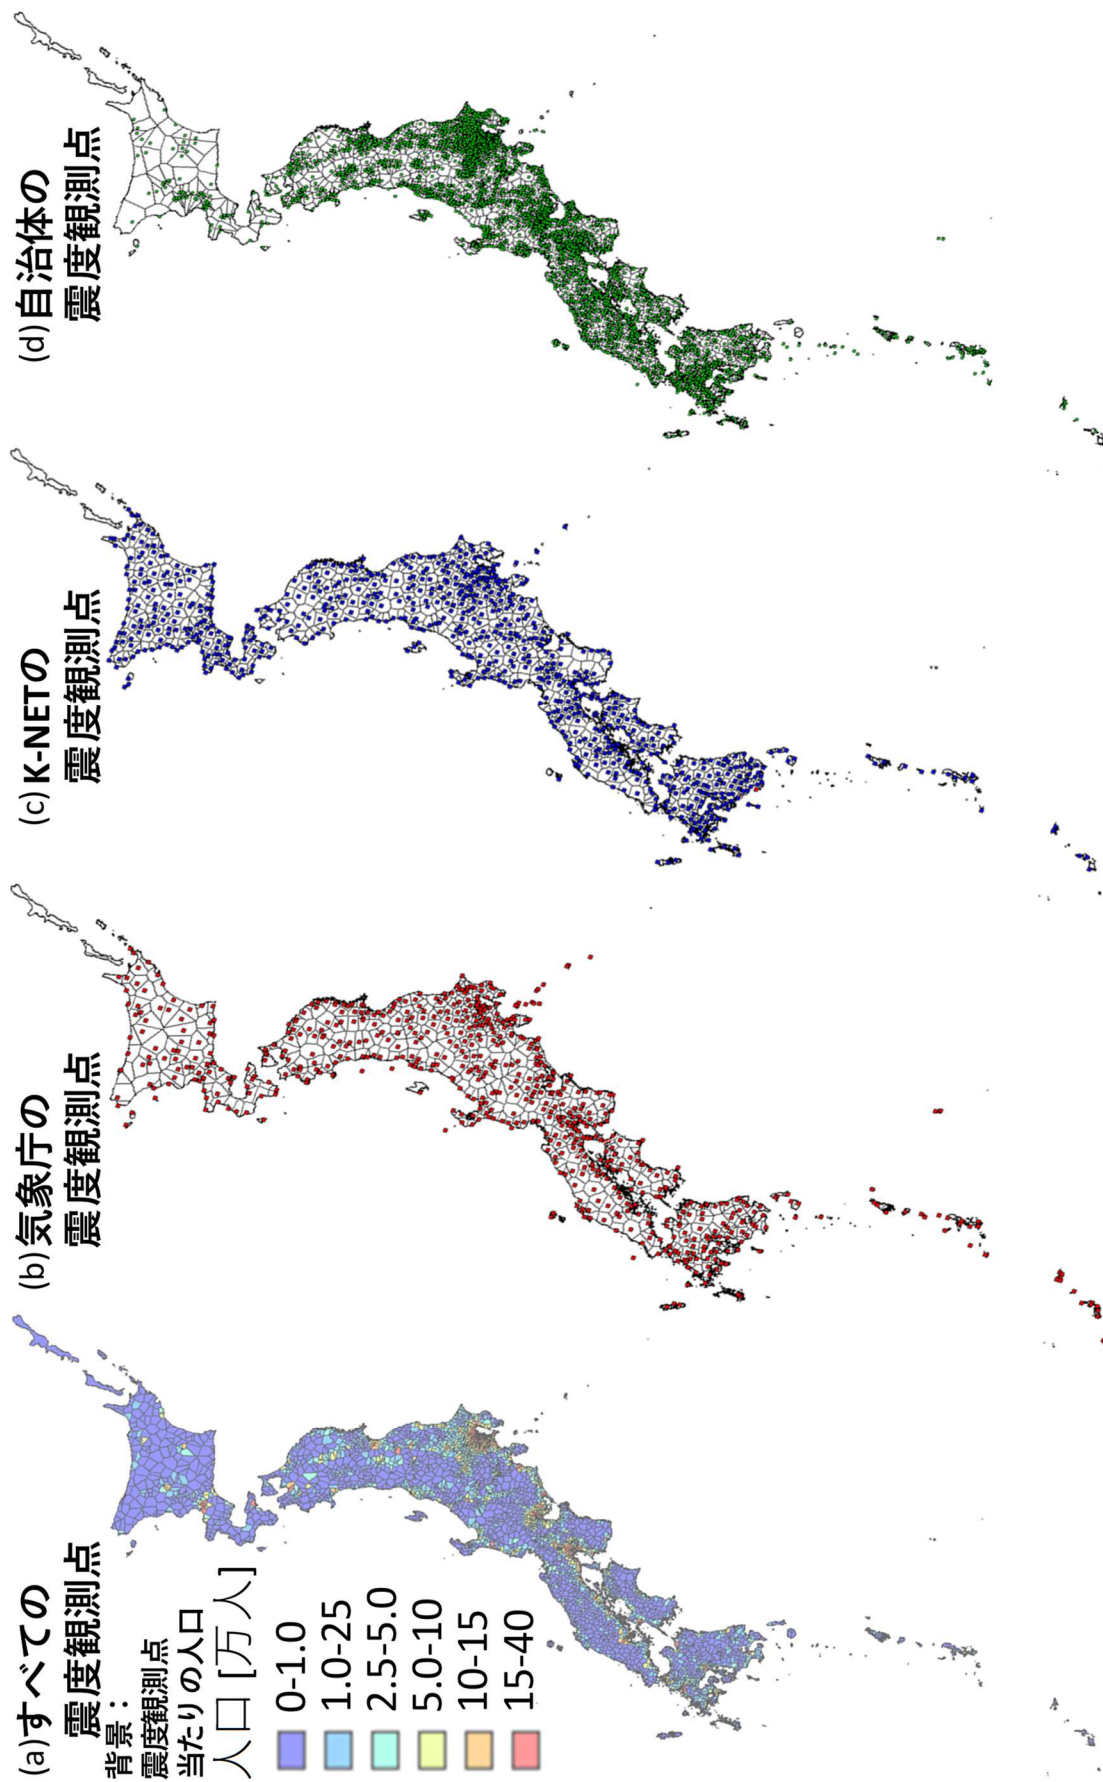 (a)すべての
震度観測点
背景：
震度観測点
当たりの人口
人口 [万人]
0-1.0
1.0-25
2.5-5.0
5.0-10
10-15
15-40
(b)気象庁の
震度観測点
(c)K-NETの
震度観測点
(d)自治体の
震度観測点